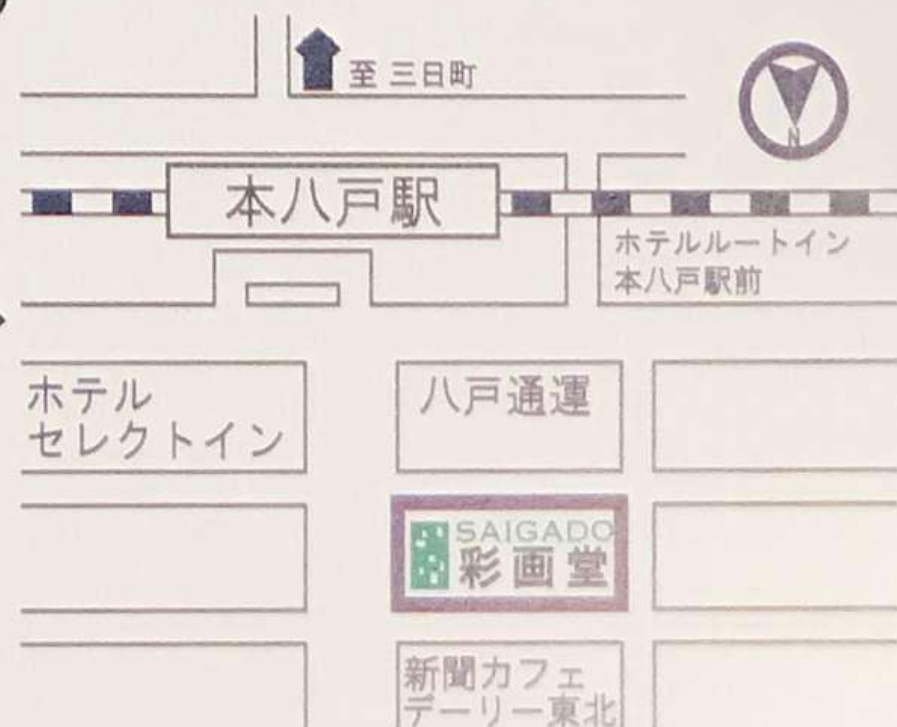 至 三日町
N
本八戸駅
ホテルルートイン
本八戸駅前
ホテル
セレクトイン
八戸通運
SAIGADO
彩画堂
新聞カフェ
デーリー東北